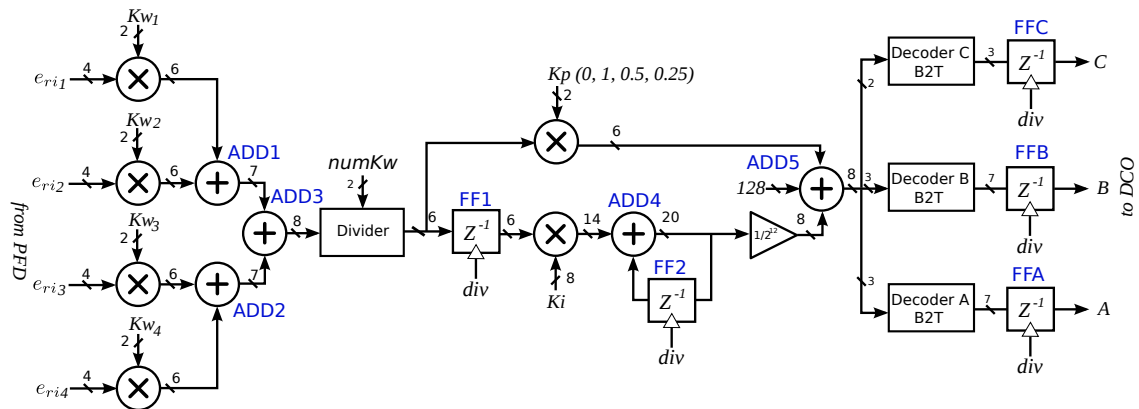 Kw1
2
eri1
4
6
Kw2
2
eri2
4
6
ADD1
7
from PFD
Kw3
2
eri3
4
6
7
ADD2
Kw4
2
eri4
4
6
ADD3
8
numKw
2
Divider
6
FF1
Z-1
div
6
Kp (0, 1, 0.5, 0.25)
2
6
14
8
Ki
ADD4
20
FF2
Z-1
div
1/2^12
8
ADD5
128
8
3
2
3
Decoder C
B2T
3
FFC
Z-1
div
C
Decoder B
B2T
7
FFB
Z-1
div
B
to DCO
Decoder A
B2T
7
FFA
Z-1
div
A